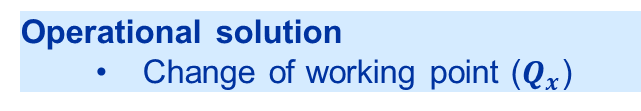 Operational solution
• Change of working point (Qₓ)